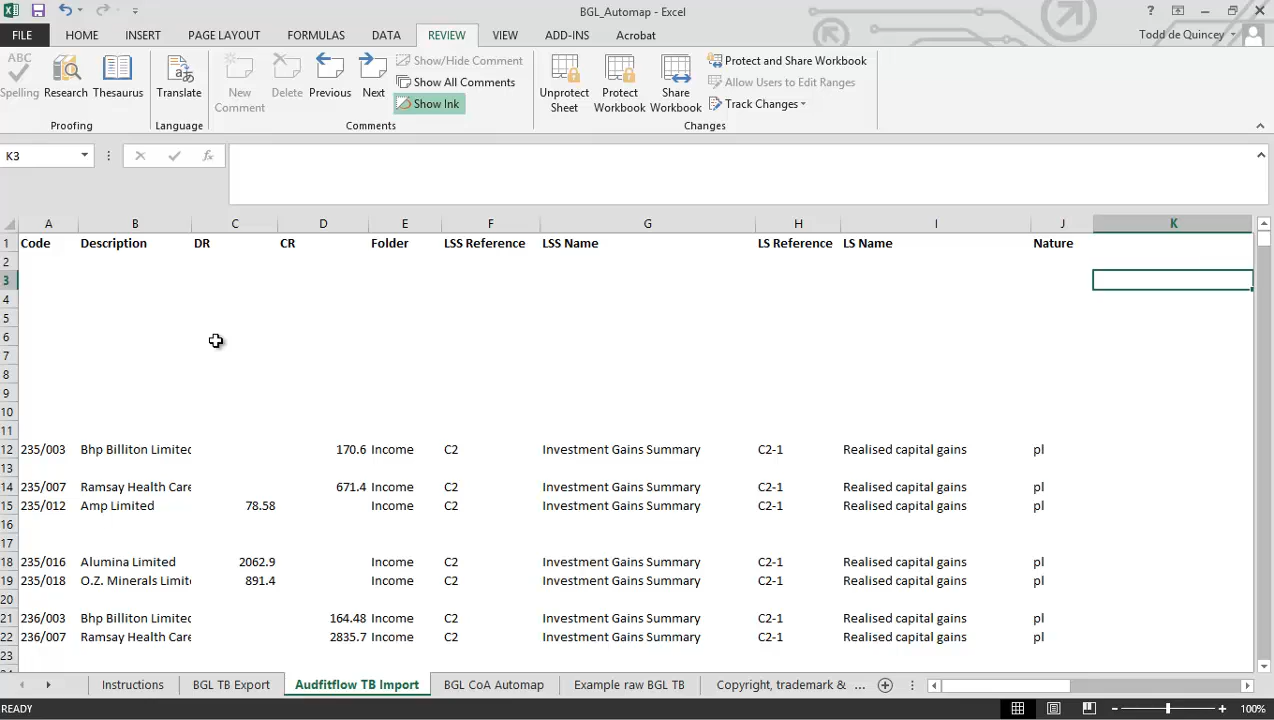 BGL_Automap - Excel
FILE HOME INSERT PAGE LAYOUT FORMULAS DATA REVIEW VIEW ADD-INS Acrobat Todd de Quincey
ABC
Spelling Research Thesaurus Translate New Comment Delete Previous Next Show/Hide Comment Show All Comments Show Ink Unprotect Sheet Protect Workbook Share Workbook Protect and Share Workbook Allow Users to Edit Ranges Track Changes
Proofing Language Comments Changes
K3 fx
A B C D E F G H I J K
1 Code Description DR CR Folder LSS Reference LSS Name LS Reference LS Name Nature
2
3
4
5
6
7
8
9
10
11
12 235/003 Bhp Billiton Limited 170.6 Income C2 Investment Gains Summary C2-1 Realised capital gains pl
13
14 235/007 Ramsay Health Care 671.4 Income C2 Investment Gains Summary C2-1 Realised capital gains pl
15 235/012 Amp Limited 78.58 Income C2 Investment Gains Summary C2-1 Realised capital gains pl
16
17
18 235/016 Alumina Limited 2062.9 Income C2 Investment Gains Summary C2-1 Realised capital gains pl
19 235/018 O.Z. Minerals Limit 891.4 Income C2 Investment Gains Summary C2-1 Realised capital gains pl
20
21 236/003 Bhp Billiton Limited 164.48 Income C2 Investment Gains Summary C2-1 Realised capital gains pl
22 236/007 Ramsay Health Care 2835.7 Income C2 Investment Gains Summary C2-1 Realised capital gains pl
23
Instructions BGL TB Export Audfitflow TB Import BGL CoA Automap Example raw BGL TB Copyright, trademark & ...
READY 100%